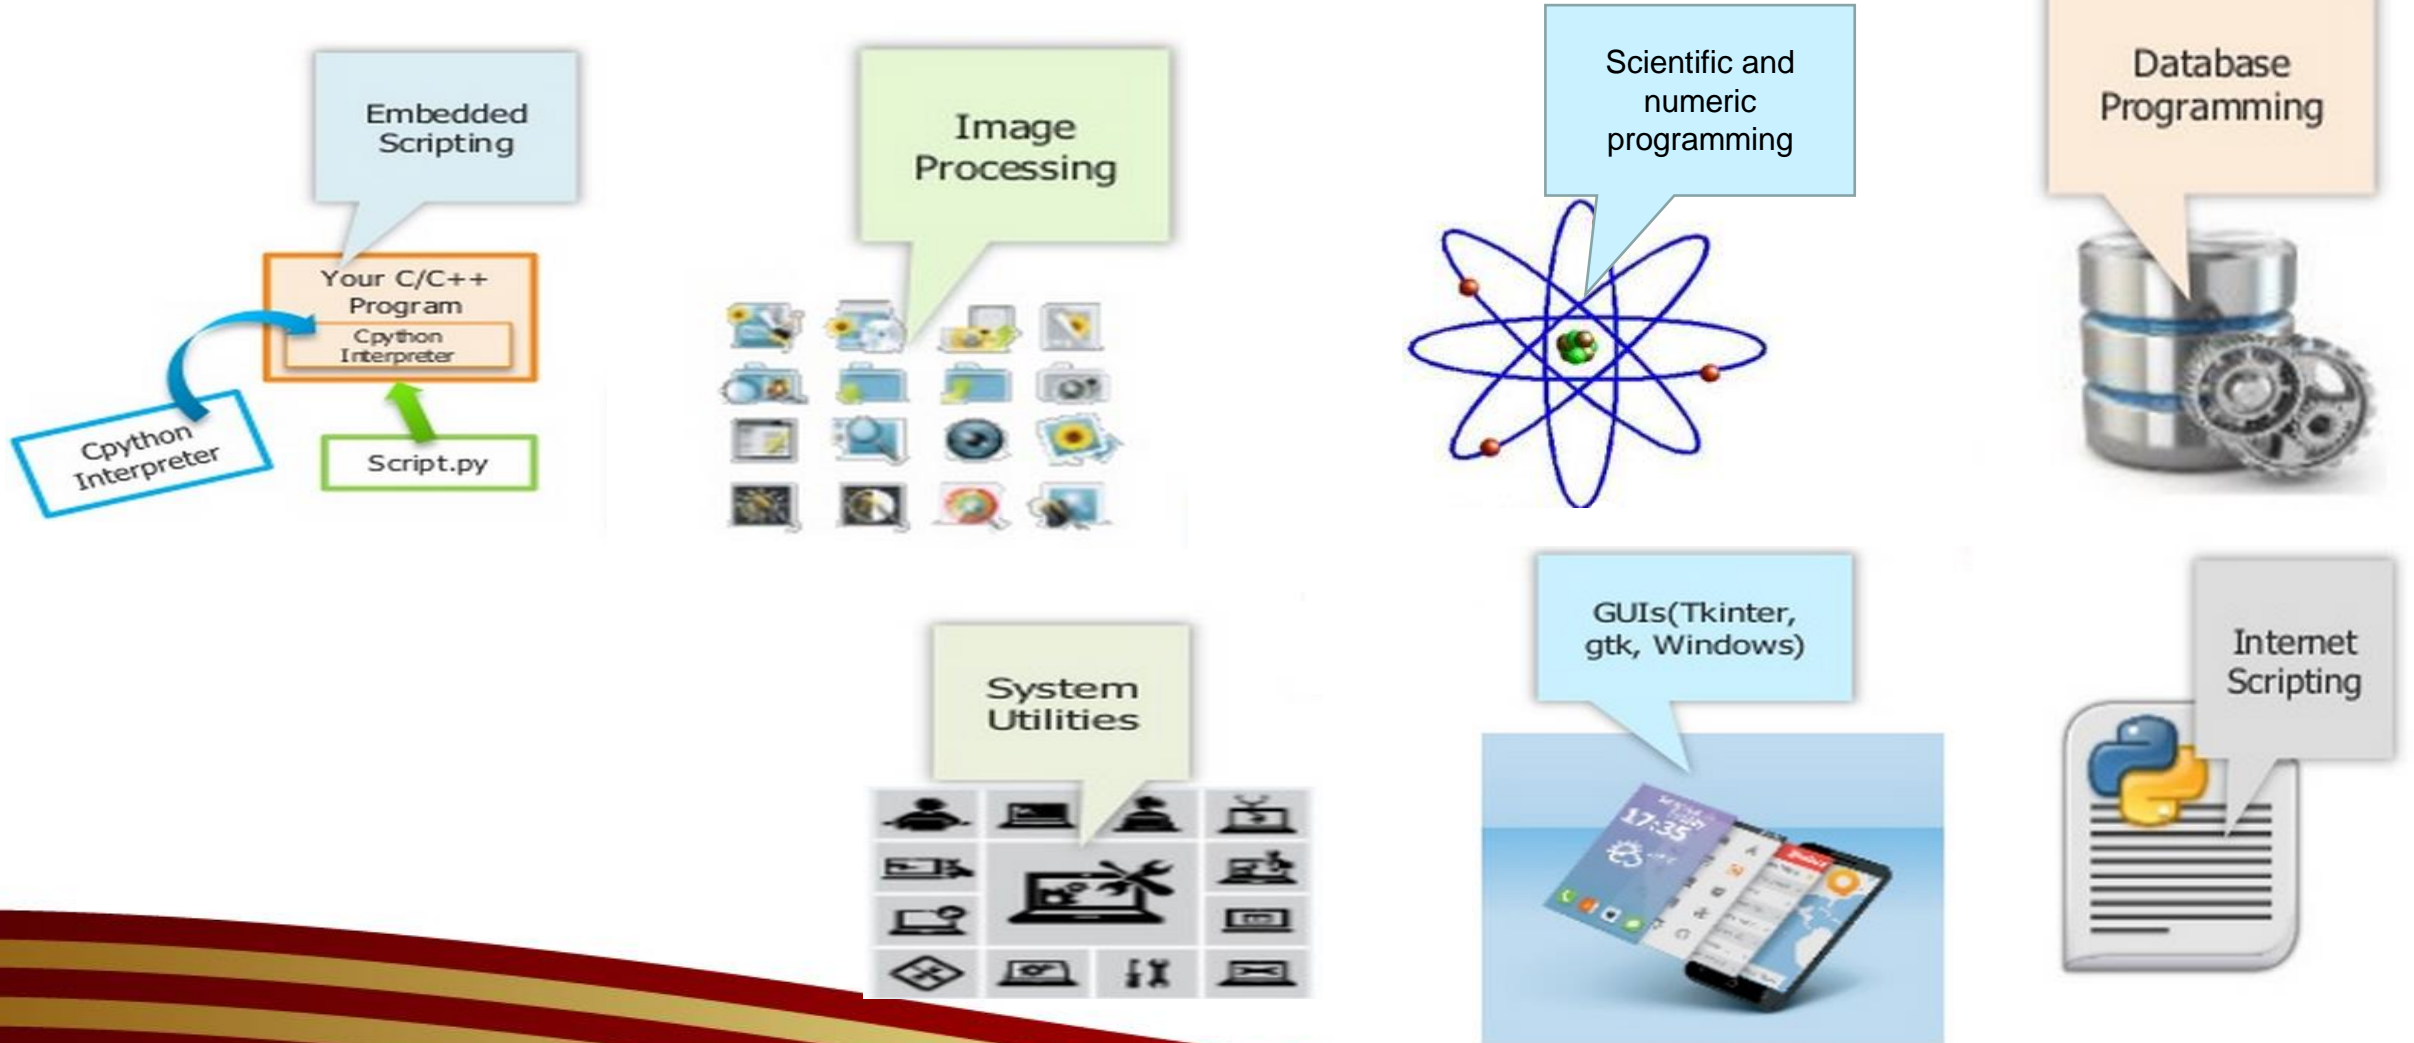 Embedded
Scripting
Your C/C++
Program
Cpython
Interpreter
Cpython
Interpreter
Script.py
Image
Processing
Scientific and
numeric
programming
Database
Programming
System
Utilities
GUIs(Tkinter,
gtk, Windows)
17:35
Internet
Scripting